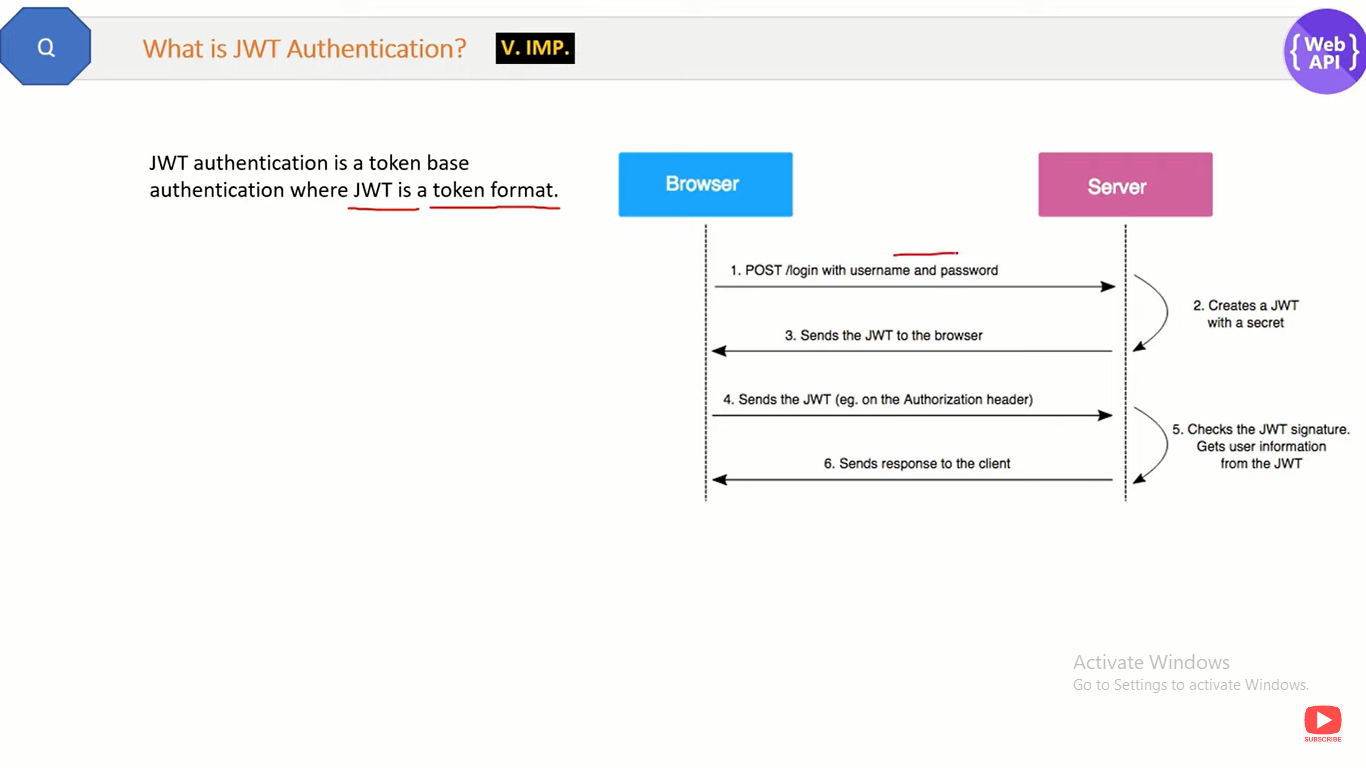 Q
What is JWT Authentication?
V. IMP.
{Web API}
JWT authentication is a token base
authentication where JWT is a token format.
Browser
Server
1. POST /login with username and password
2. Creates a JWT
with a secret
3. Sends the JWT to the browser
4. Sends the JWT (eg. on the Authorization header)
5. Checks the JWT signature.
Gets user information
from the JWT
6. Sends response to the client
Activate Windows
Go to Settings to activate Windows.
SUBSCRIBE